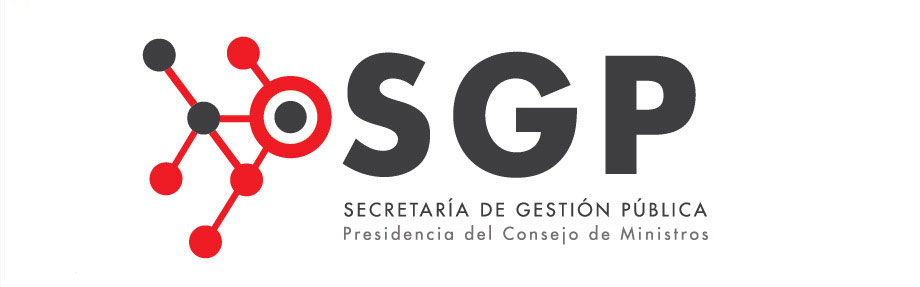 SGP
SECRETARÍA DE GESTIÓN PÚBLICA
Presidencia del Consejo de Ministros